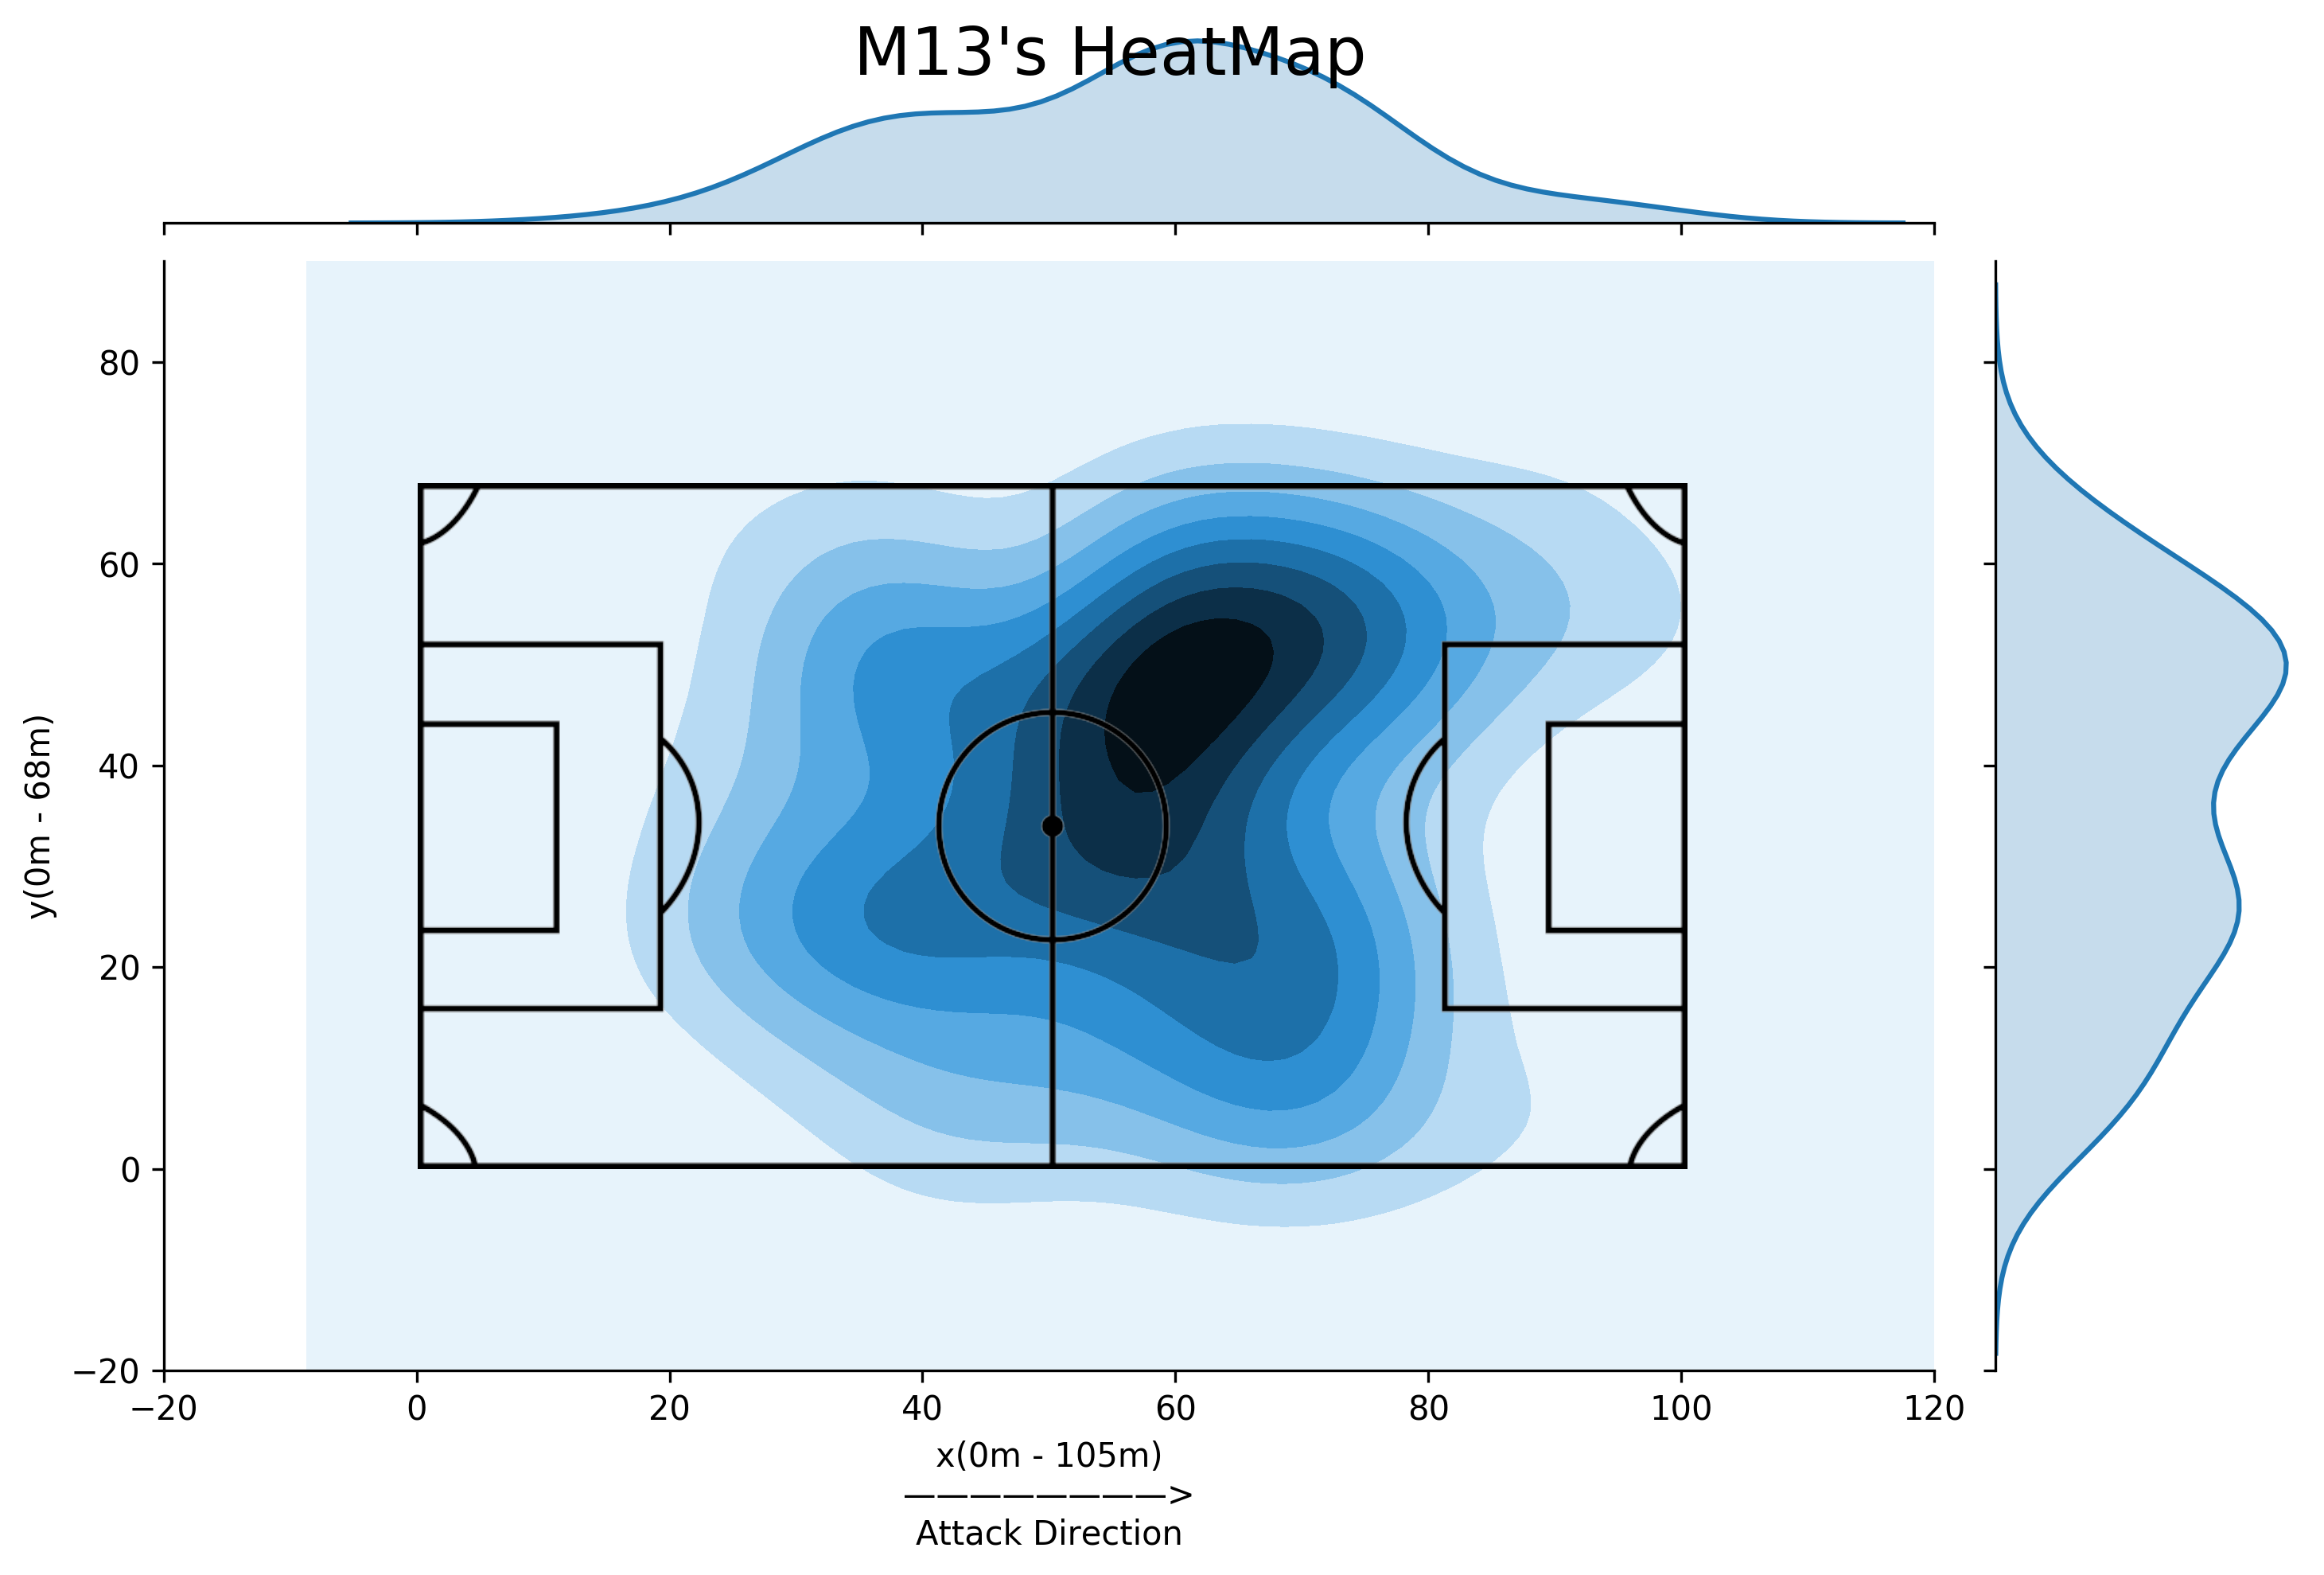 M13's HeatMap
80
60
40
20
0
−20
y(0m - 68m)
−20 0 20 40 60 80 100 120
x(0m - 105m)
————————>
Attack Direction